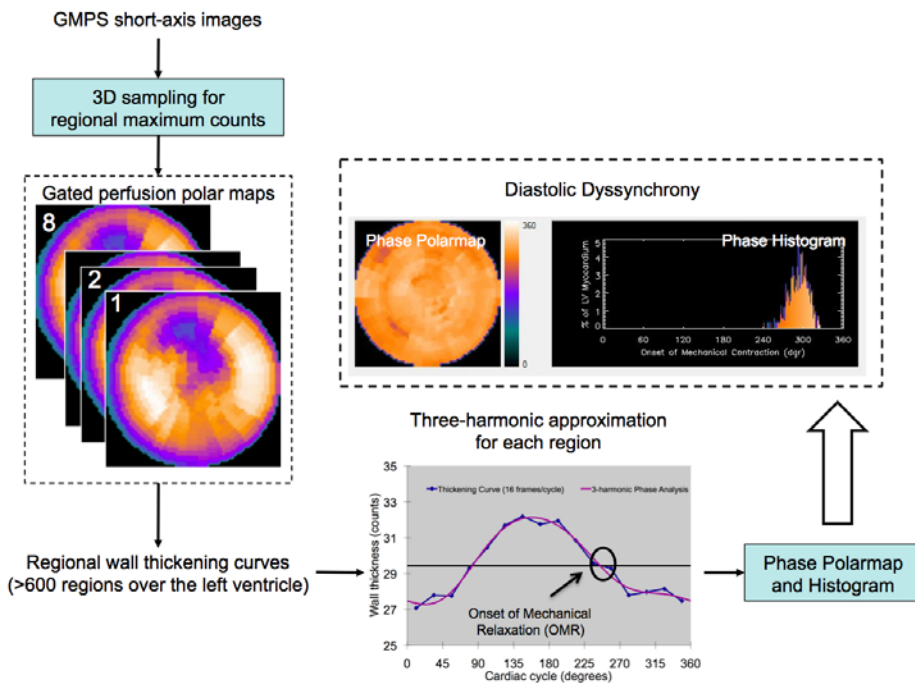 GMPS short-axis images
3D sampling for
regional maximum counts
Gated perfusion polar maps
8
2
1
Regional wall thickening curves
(>600 regions over the left ventricle)
Three-harmonic approximation
for each region
35
33
31
29
27
25
Wall thickness (counts)
Thickening Curve (16 frames/cycle)
3-harmonic Phase Analysis
Onset of Mechanical
Relaxation (OMR)
0 45 90 135 180 225 270 315 360
Cardiac cycle (degrees)
Phase Polarmap
and Histogram
Diastolic Dyssynchrony
Phase Polarmap
360
0
Phase Histogram
% of LV Myocardium
5
4
3
2
1
0
0 60 120 180 240 300 360
Onset of Mechanical Contraction (dgr)